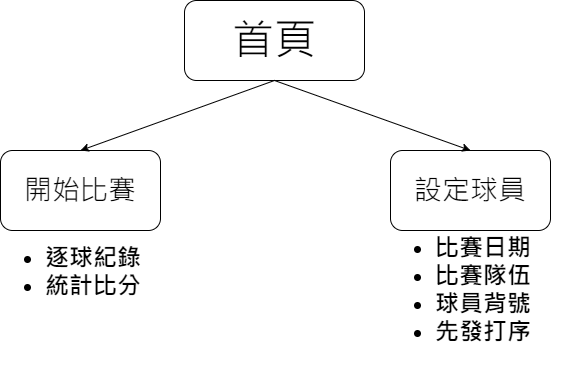 首頁
開始比賽
逐球紀錄
統計比分
設定球員
比賽日期
比賽隊伍
球員背號
先發打序